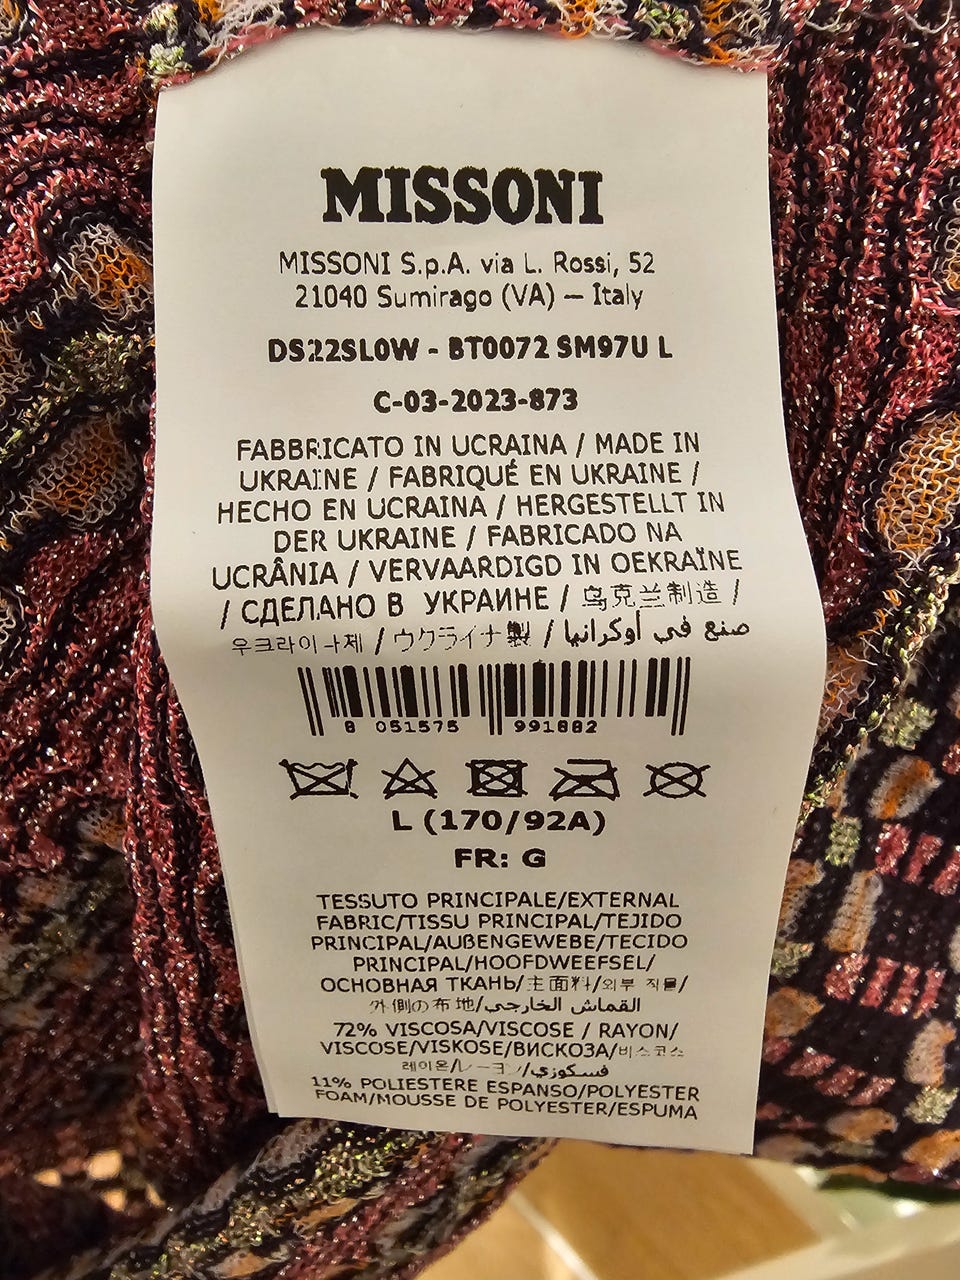 MISSONI
MISSONI S.p.A. via L. Rossi, 52
21040 Sumirago (VA) – Italy
DS22SL0W - BT0072 SM97U L
C-03-2023-873
FABBRICATO IN UCRAINA / MADE IN
UKRAINE / FABRIQUÉ EN UKRAINE /
HECHO EN UCRAINA / HERGESTELLT IN
DER UKRAINE / FABRICADO NA
UCRÂNIA / VERVAARDIGD IN OEKRAÏNE
/ СДЕЛАНО В УКРАИНЕ / 乌克兰制造 /
우크라이나제 / ウクライナ製 / صنع في أوكرانيا
8 051575 991882
L (170/92A)
FR: G
TESSUTO PRINCIPALE/EXTERNAL
FABRIC/TISSU PRINCIPAL/TEJIDO
PRINCIPAL/AUßENGEWEBE/TECIDO
PRINCIPAL/HOOFDWEEFSEL/
ОСНОВНАЯ ТКАНЬ/主面料/외부 직물/
外側の布地/القماش الخارجي
72% VISCOSA/VISCOSE / RAYON/
VISCOSE/VISKOSE/ВИСКОЗА/비스코스
레이온/レーヨン/فسكوزي
11% POLIESTERE ESPANSO/POLYESTER
FOAM/MOUSSE DE POLYESTER/ESPUMA